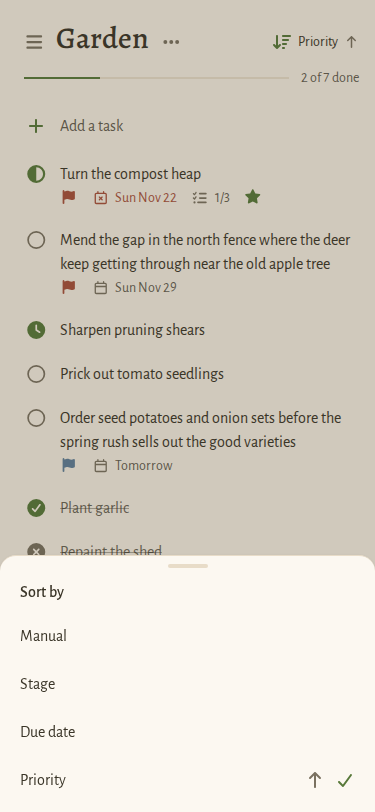 Garden
Priority
2 of 7 done
Add a task
Turn the compost heap
Sun Nov 22
1/3
Mend the gap in the north fence where the deer
keep getting through near the old apple tree
Sun Nov 29
Sharpen pruning shears
Prick out tomato seedlings
Order seed potatoes and onion sets before the
spring rush sells out the good varieties
Tomorrow
Plant garlic
Repaint the shed
Sort by
Manual
Stage
Due date
Priority